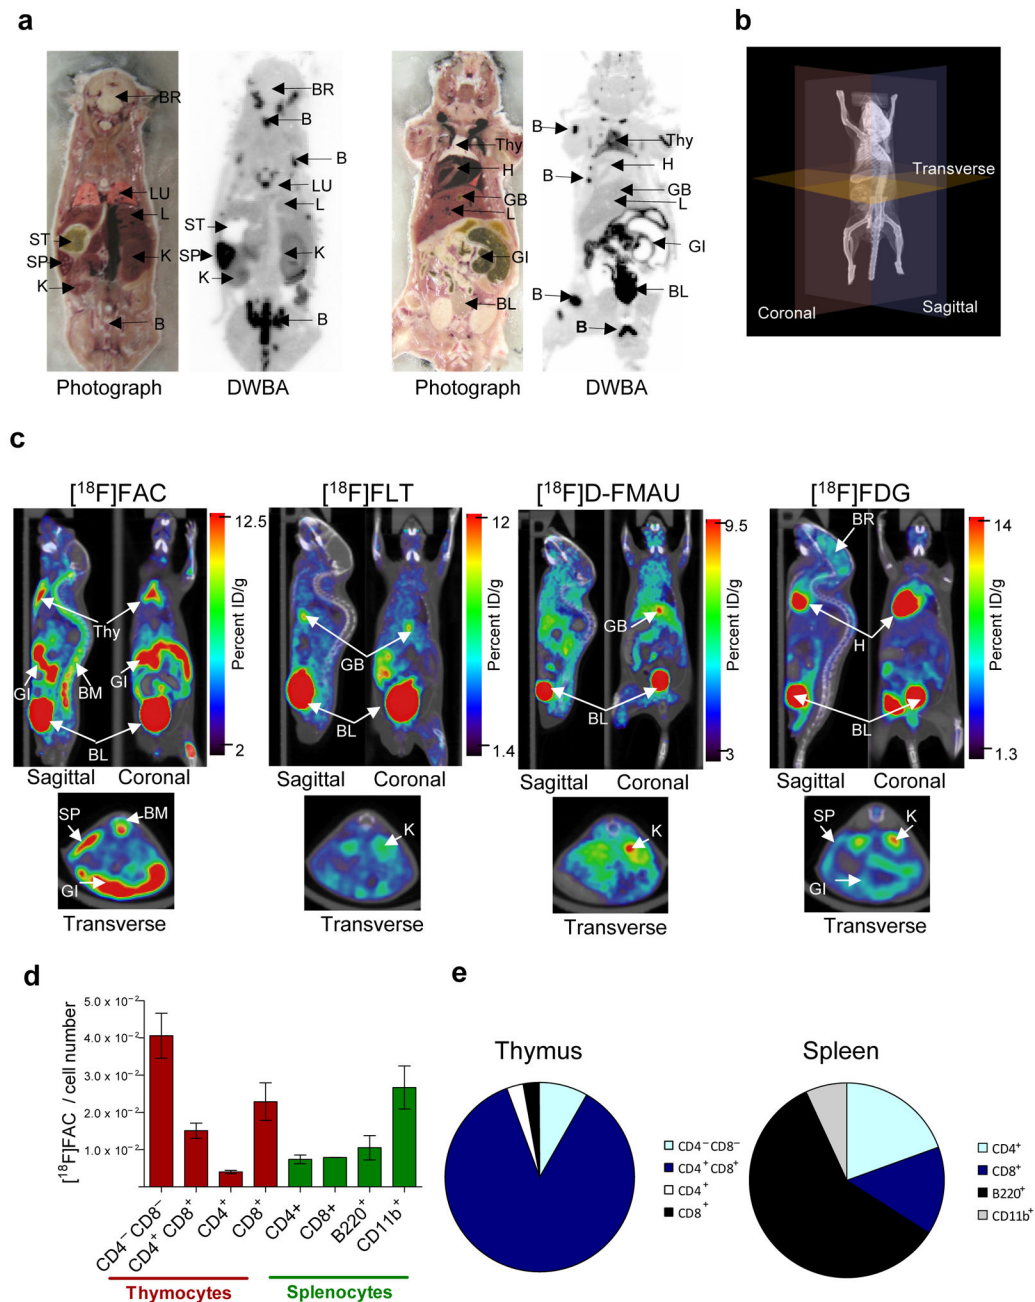 a
BR
LU
L
ST
SP
K
K
B
Photograph
BR
B
B
LU
L
ST
SP
K
K
B
DWBA
Thy
H
GB
L
GI
BL
Photograph
B
Thy
H
B
GB
L
GI
B
BL
B
DWBA
b
Transverse
Coronal
Sagittal
c
[¹⁸F]FAC
12.5
Percent ID/g
2
Thy
GI
BM
GI
BL
Sagittal Coronal
SP
BM
GI
Transverse
[¹⁸F]FLT
12
Percent ID/g
1.4
GB
BL
Sagittal Coronal
K
Transverse
[¹⁸F]D-FMAU
9.5
Percent ID/g
3
GB
BL
Sagittal Coronal
K
Transverse
[¹⁸F]FDG
14
Percent ID/g
1.3
BR
H
BL
Sagittal Coronal
SP
K
GI
Transverse
d
[¹⁸F]FAC / cell number
5.0 x 10⁻²
4.0 x 10⁻²
3.0 x 10⁻²
2.0 x 10⁻²
1.0 x 10⁻²
CD4⁻ CD8⁻
CD4⁺ CD8⁺
CD4⁺
CD8⁺
CD4+
CD8+
B220⁺
CD11b⁺
Thymocytes
Splenocytes
e
Thymus
CD4⁻CD8⁻
CD4⁺CD8⁺
CD4⁺
CD8⁺
Spleen
CD4⁺
CD8⁺
B220⁺
CD11b⁺